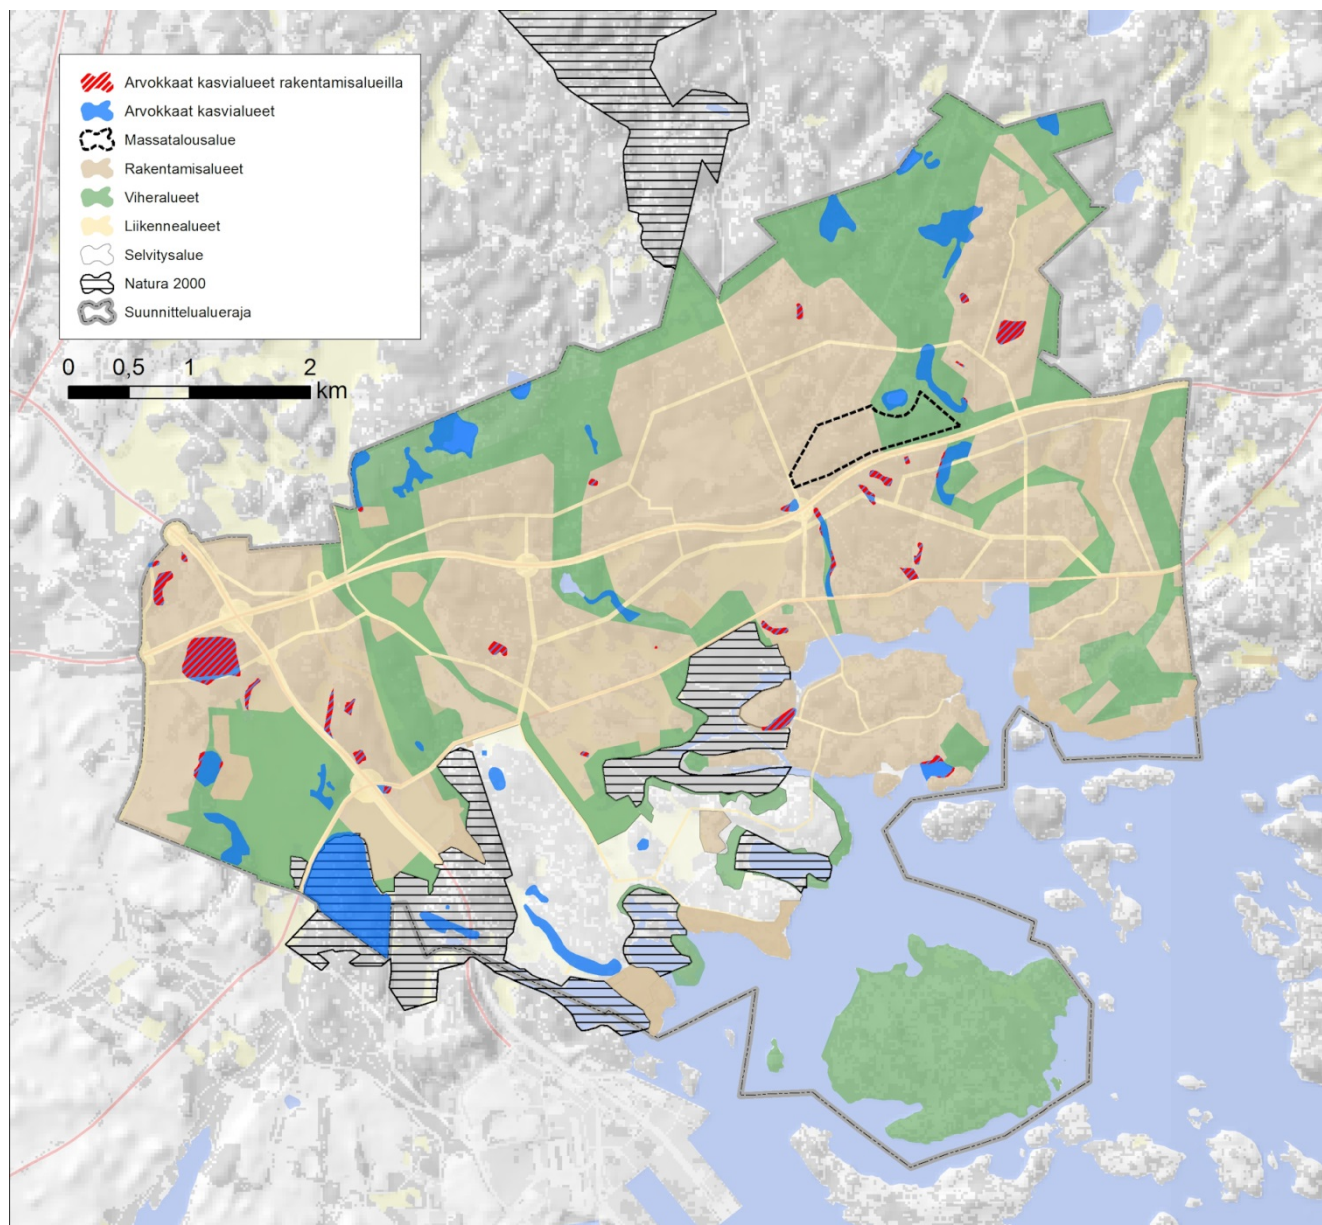 Arvokkaat kasvialueet rakentamisalueilla
Arvokkaat kasvialueet
Massatalousalue
Rakentamisalueet
Viheralueet
Liikennealueet
Selvitysalue
Natura 2000
Suunnittelualueraja
0 0,5 1 2
km